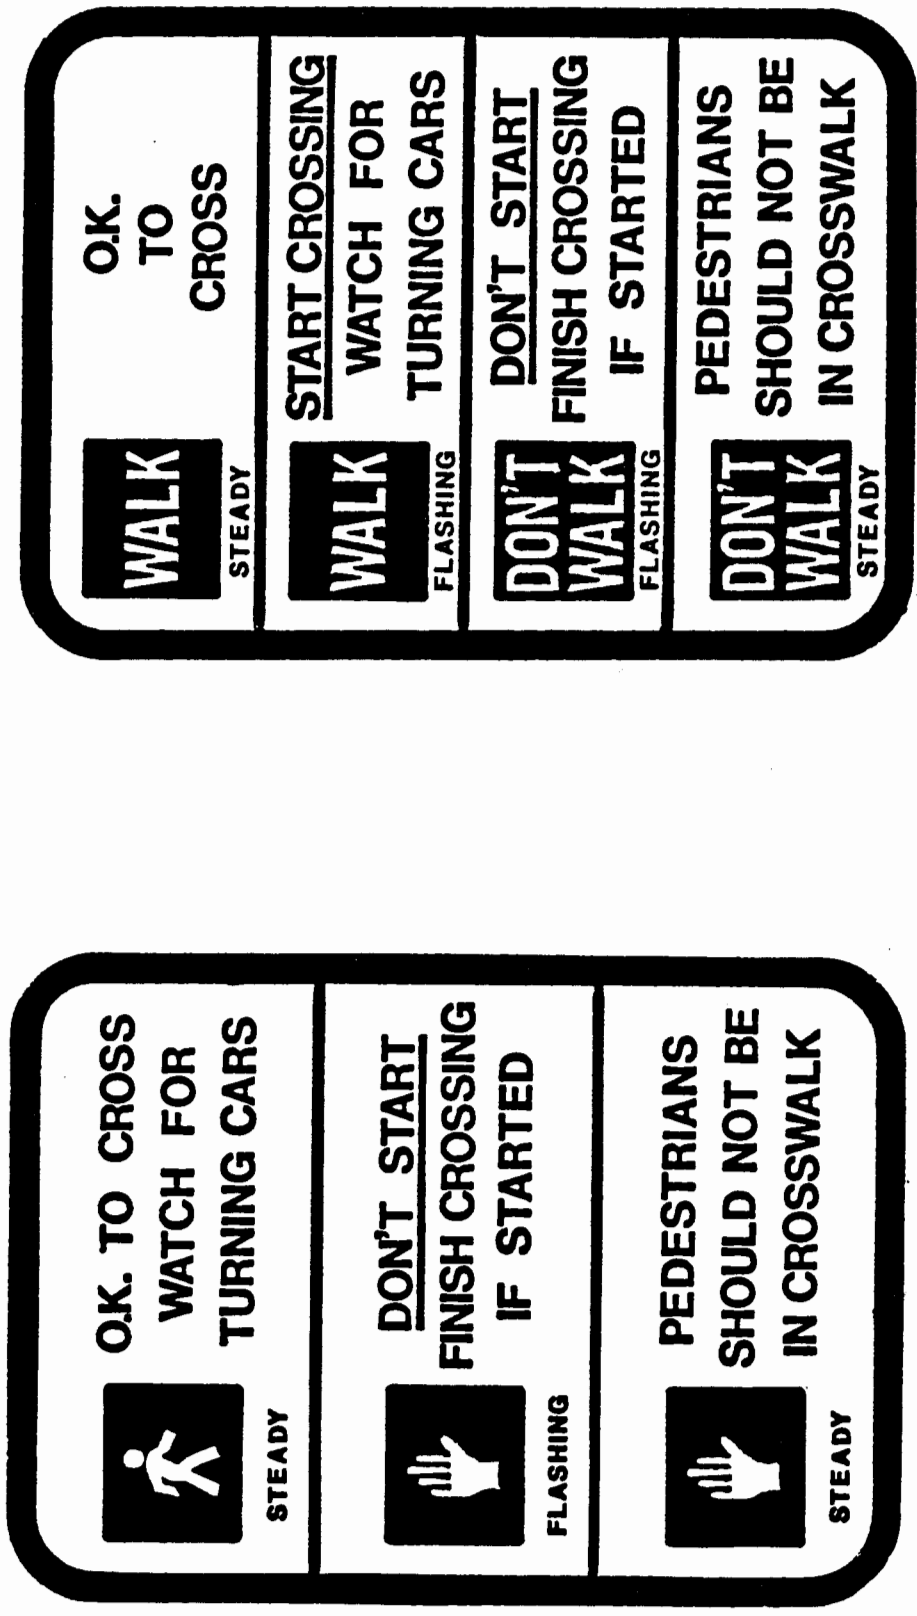 O.K. TO CROSS
WATCH FOR
TURNING CARS
STEADY
DON'T START
FINISH CROSSING
IF STARTED
FLASHING
PEDESTRIANS
SHOULD NOT BE
IN CROSSWALK
STEADY
WALK
STEADY
O.K.
TO
CROSS
WALK
FLASHING
START CROSSING
WATCH FOR
TURNING CARS
DON'T
WALK
FLASHING
DON'T START
FINISH CROSSING
IF STARTED
DON'T
WALK
STEADY
PEDESTRIANS
SHOULD NOT BE
IN CROSSWALK